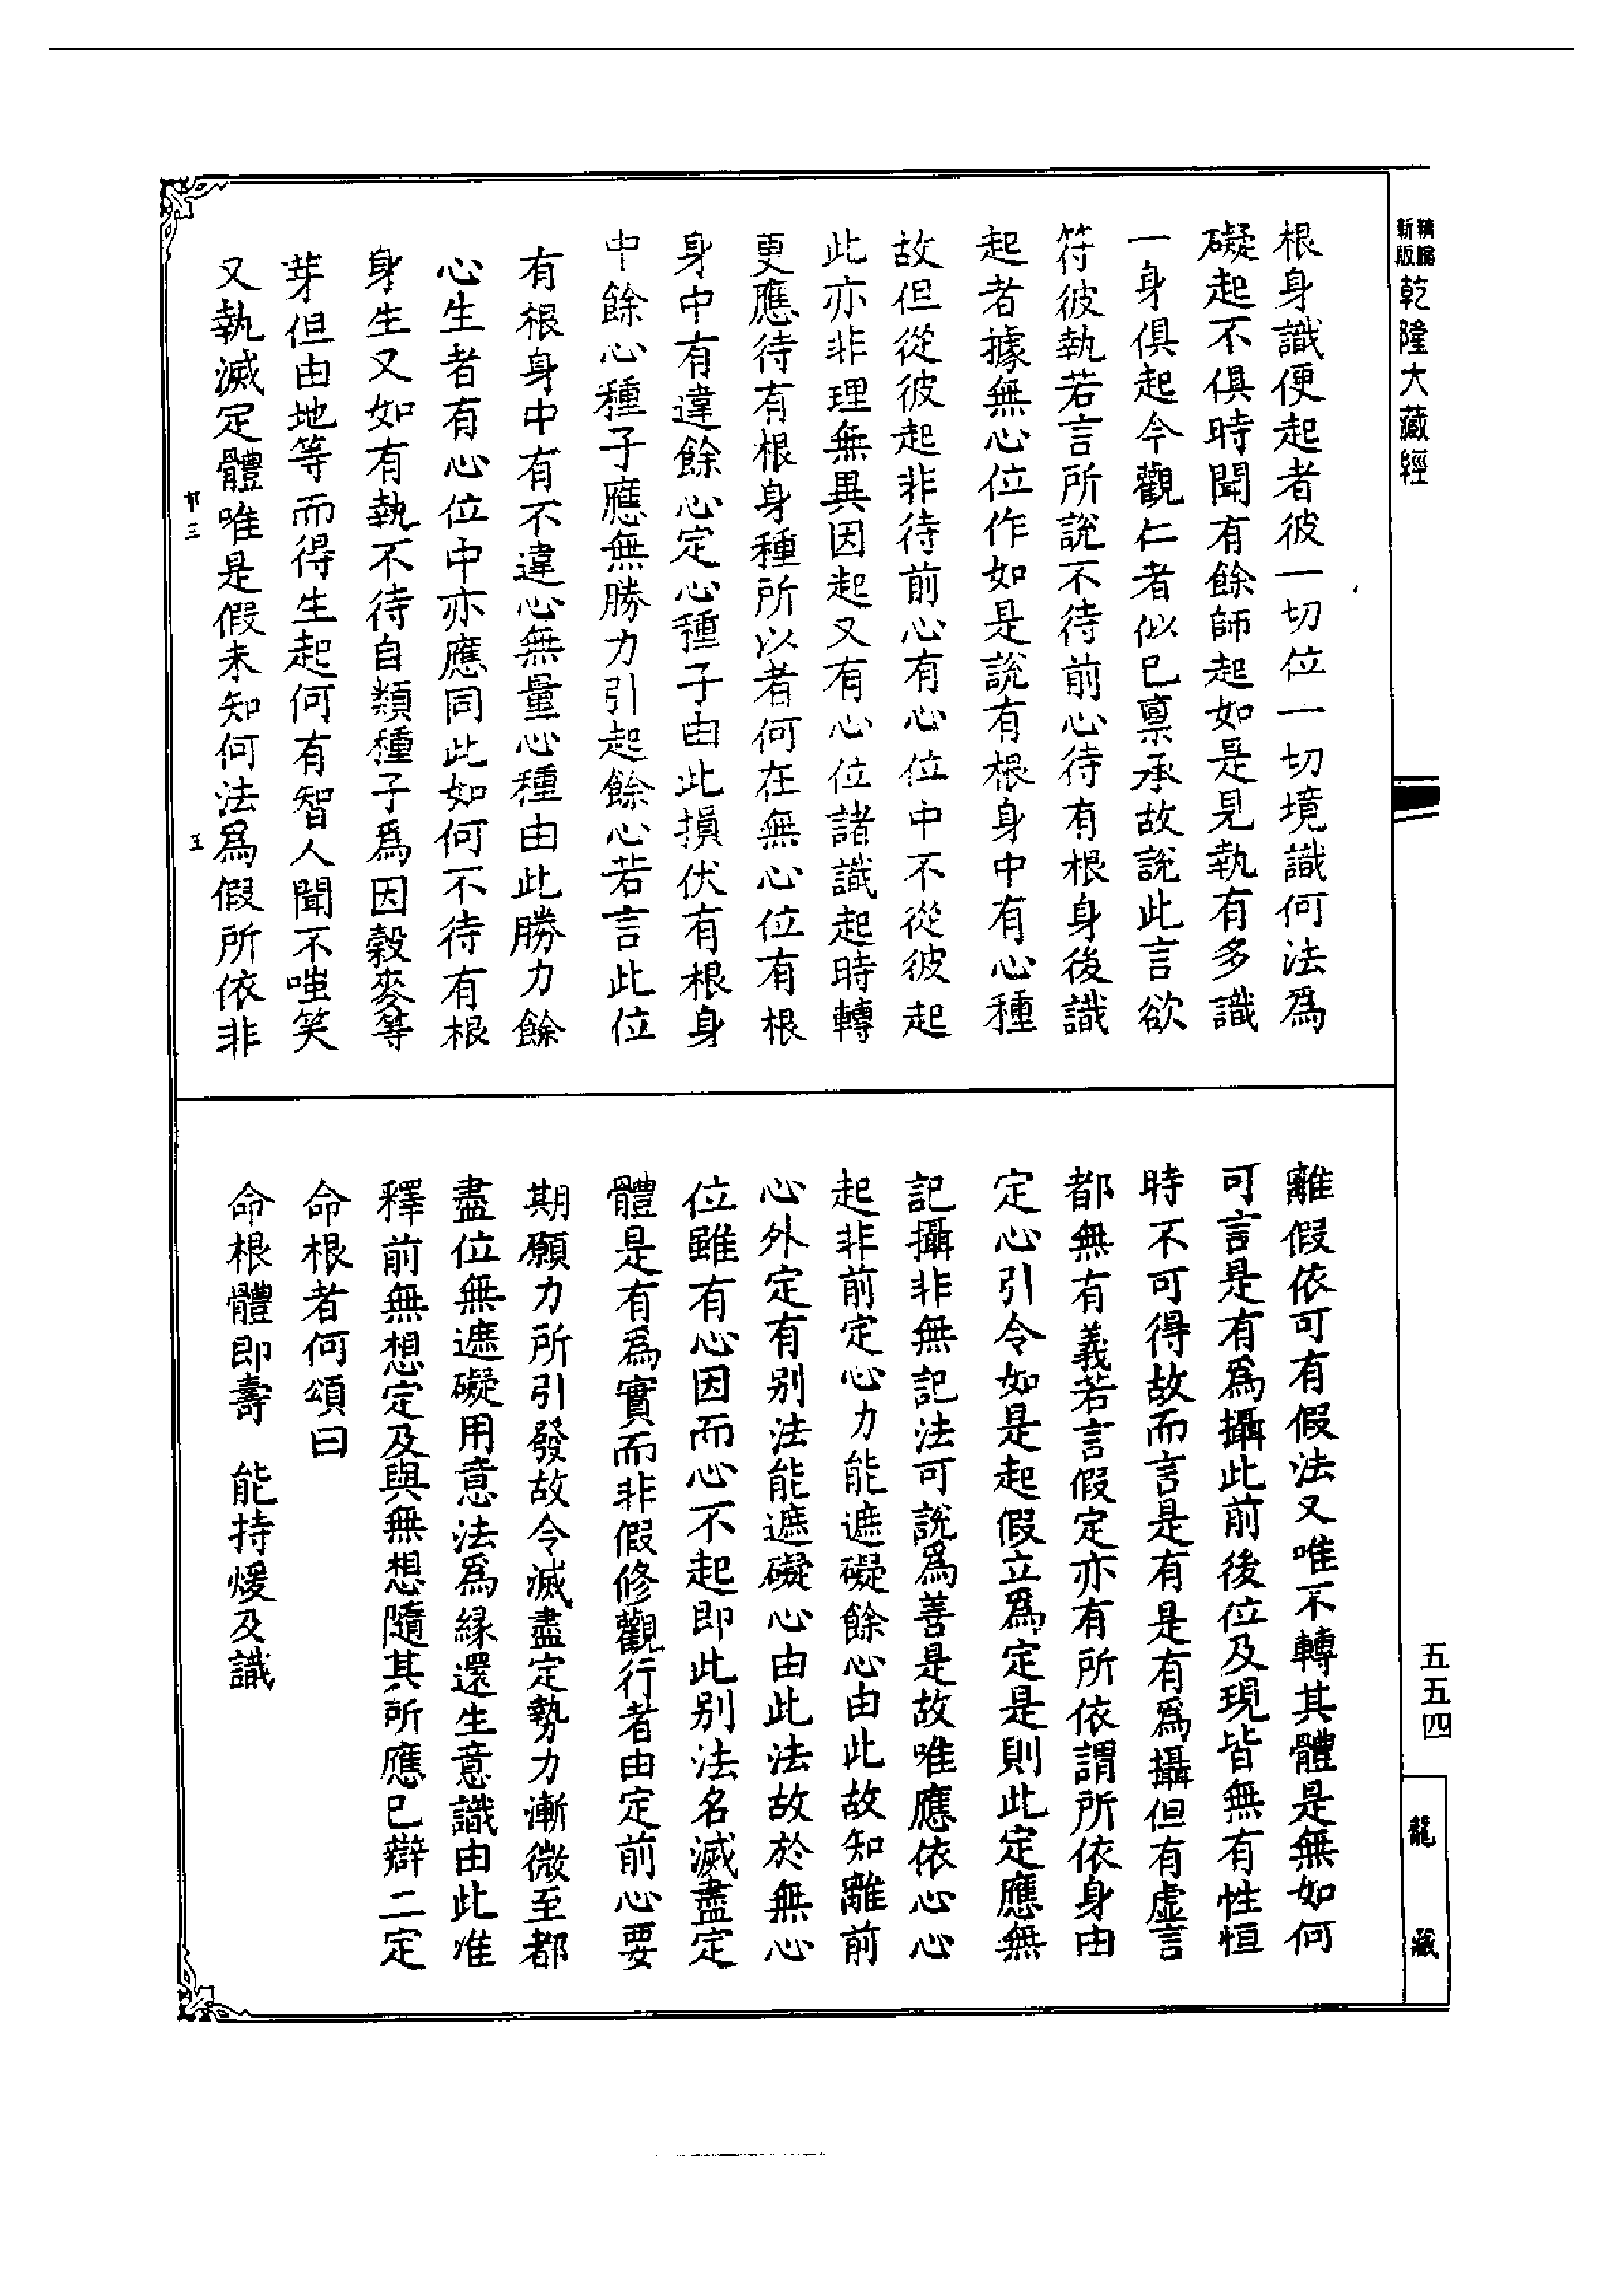 新版
精縮
乾隆大藏經
根身識便起者彼一切位一切境識何法爲
礙起不俱時聞有餘師起如是見執有多識
一身俱起今觀仁者似巳禀承故說此言欲
符彼執若言所說不待前心待有根身後識
起者據無心位作如是說有根身中有心種
故但從彼起非待前心有心位中不從彼起
此亦非理無異因起又有心位諸識起時轉
更應待有根身種所以者何在無心位有根
身中有違餘心定心種子由此損伏有根身
中餘心種子應無勝力引起餘心若言此位
有根身中有不違心無量心種由此勝力餘
心生者有心位中亦應同此如何不待有根
身生又如有執不待自類種子爲因穀麥等
芽但由地等而得生起何有智人聞不嗤笑
又執滅定體唯是假未知何法爲假所依非
離假依可有假法又唯不轉其體是無如何
可言是有爲攝此前後位及現皆無有性恒
時不可得故而言是有是有爲攝但有虛言
都無有義若言假定亦有所依謂所依身由
定心引令如是起假立爲定是則此定應無
記攝非無記法可說爲善是故唯應依心心
起非前定心力能遮礙餘心由此故知離前
心外定有别法能遮礙心由此法故於無心
位雖有心因而心不起即此别法名滅盡定
體是有爲實而非假修觀行者由定前心要
期願力所引發故令滅盡定勢力漸微至都
盡位無遮礙用意法爲緣還生意識由此准
釋前無想定及與無想隨其所應巳辯二定
命根者何頌曰
命根體即壽　能持煖及識
五五四
龍藏